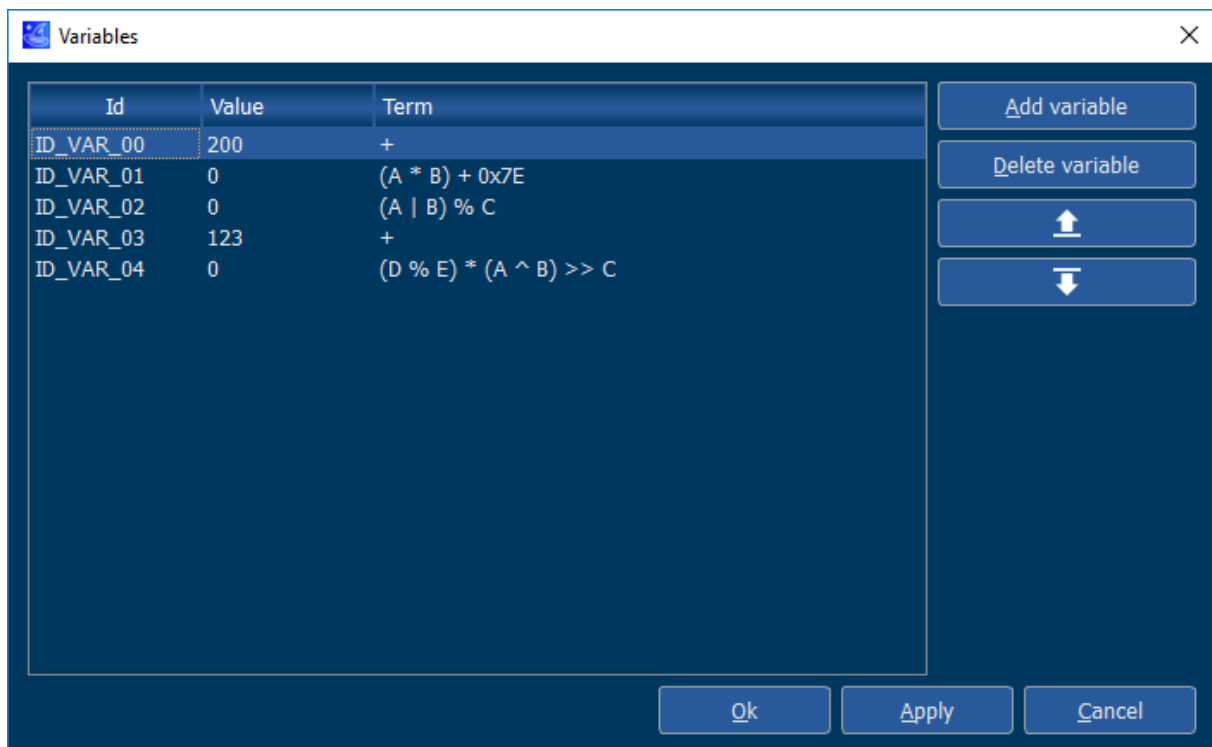 Variables
Id Value Term
ID_VAR_00 200 +
ID_VAR_01 0 (A * B) + 0x7E
ID_VAR_02 0 (A | B) % C
ID_VAR_03 123 +
ID_VAR_04 0 (D % E) * (A ^ B) >> C
Add variable
Delete variable
Ok Apply Cancel